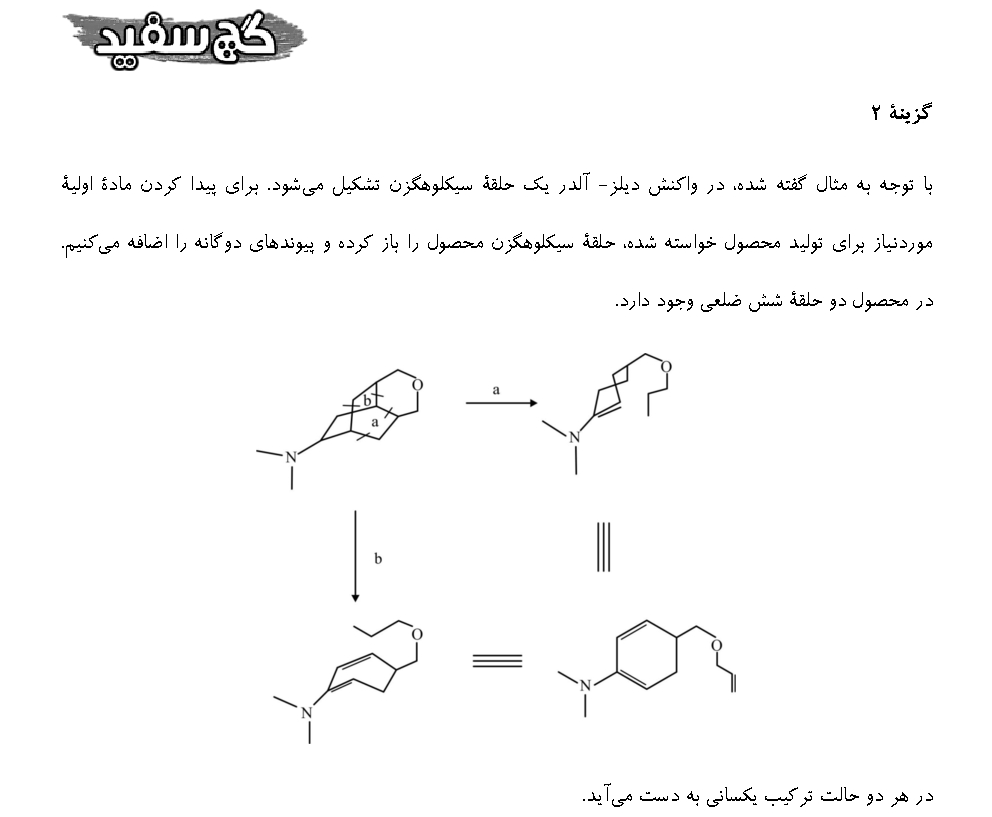 گچ سفید
گزینهٔ ۲
با توجه به مثال گفته شده، در واکنش دیلز- آلدر یک حلقهٔ سیکلوهگزن تشکیل می‌شود. برای پیدا کردن مادهٔ اولیهٔ
موردنیاز برای تولید محصول خواسته شده، حلقهٔ سیکلوهگزن محصول را باز کرده و پیوندهای دوگانه را اضافه می‌کنیم.
در محصول دو حلقهٔ شش ضلعی وجود دارد.
O
b
a
N
a
O
N
b
O
N
O
N
در هر دو حالت ترکیب یکسانی به دست می‌آید.